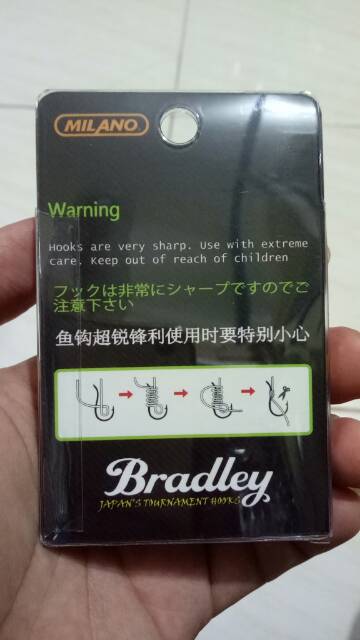 MILANO
Warning
Hooks are very sharp. Use with extreme
care. Keep out of reach of children
フックは非常にシャープですのでご
注意下さい
鱼钩超锐锋利使用时要特别小心
Bradley
JAPAN'S TOURNAMENT HOOKS